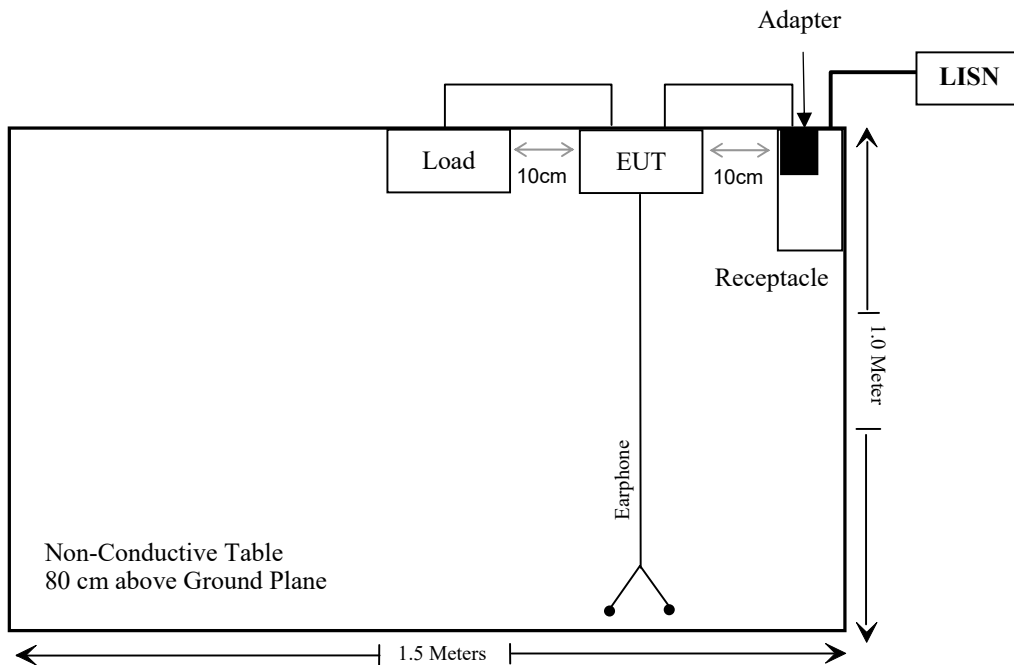 Adapter
LISN
Load
10cm
EUT
10cm
Receptacle
1.0 Meter
Earphone
Non-Conductive Table
80 cm above Ground Plane
1.5 Meters